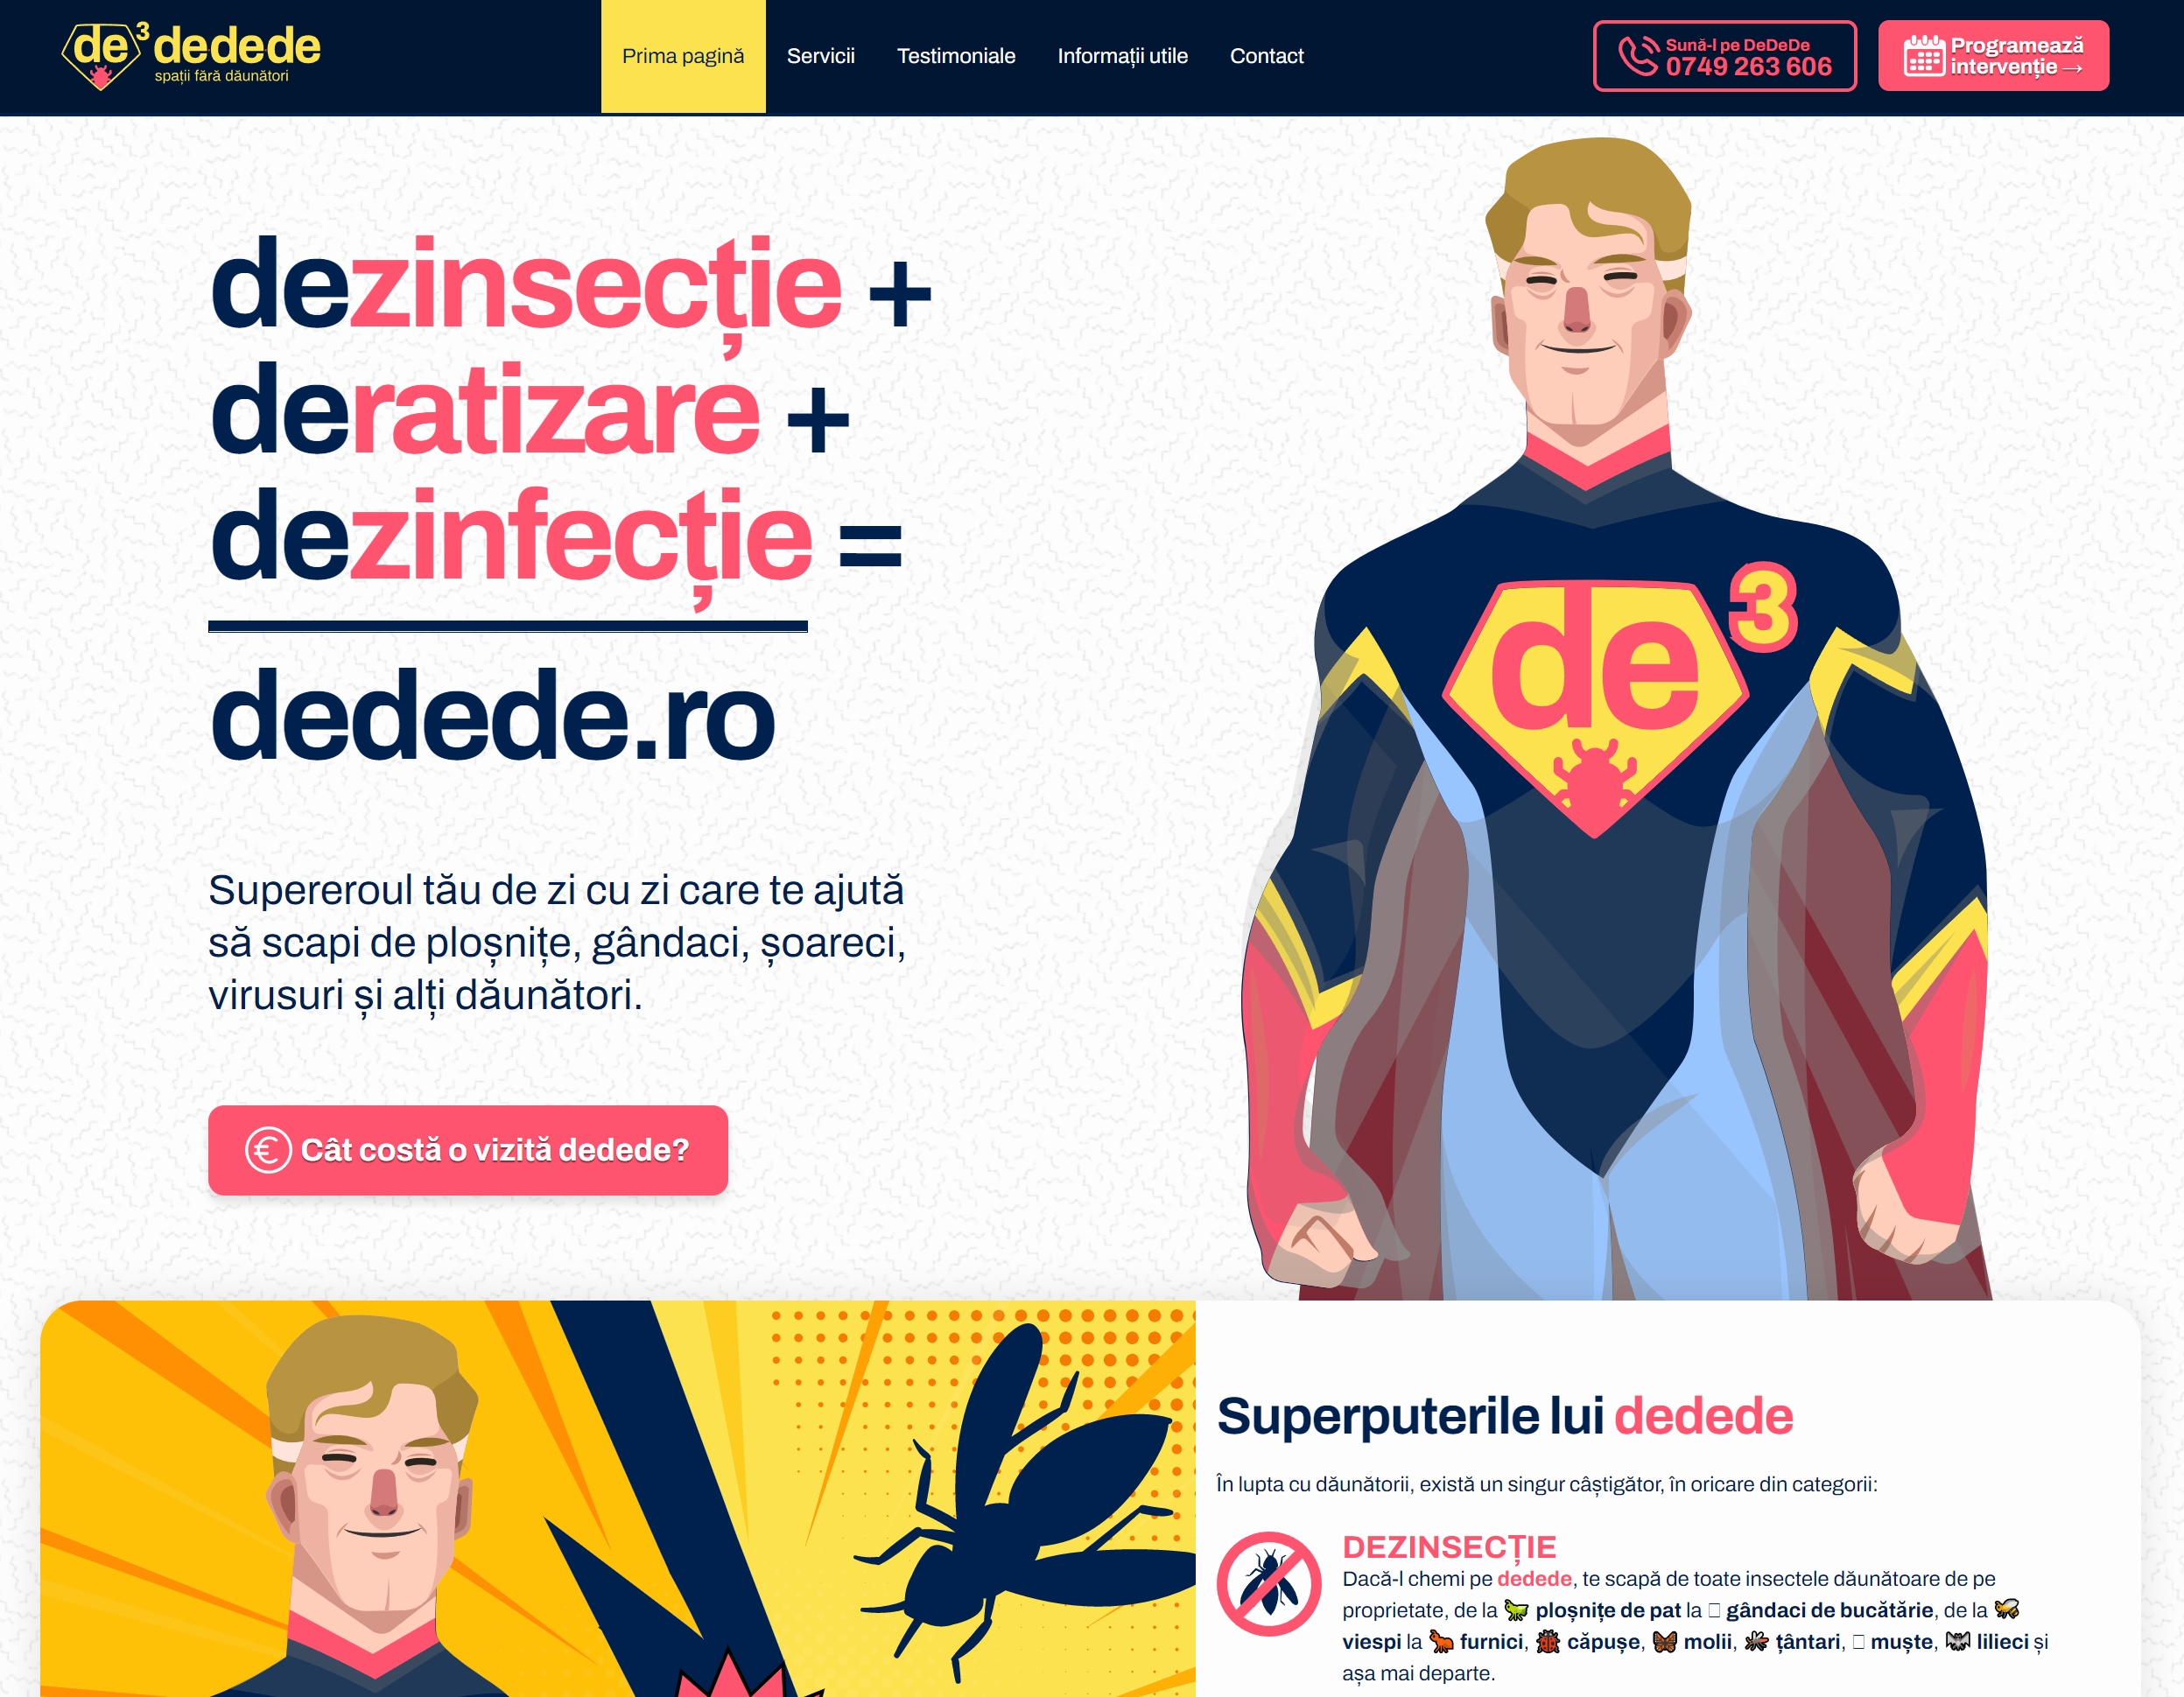 de³ dedede
spații fără dăunători
Prima pagină
Servicii
Testimoniale
Informații utile
Contact
Sună-l pe DeDeDe
0749 263 606
Programează
intervenție→
dezinsecție +
deratizare +
dezinfecție =
dedede.ro
Supereroul tău de zi cu zi care te ajută
să scapi de ploșnițe, gândaci, șoareci,
virusuri și alți dăunători.
€ Cât costă o vizită dedede?
de³
Superputerile lui dedede
În lupta cu dăunătorii, există un singur câștigător, în oricare din categorii:
DEZINSECȚIE
Dacă-l chemi pe dedede, te scapă de toate insectele dăunătoare de pe
proprietate, de la 🐛 ploșnițe de pat la ▯ gândaci de bucătărie, de la 🐝
viespi la 🐜 furnici, 🐞 căpușe, 🦋 molii, 🦟 țântari, ▯ muște, 🦇 lilieci și
așa mai departe.